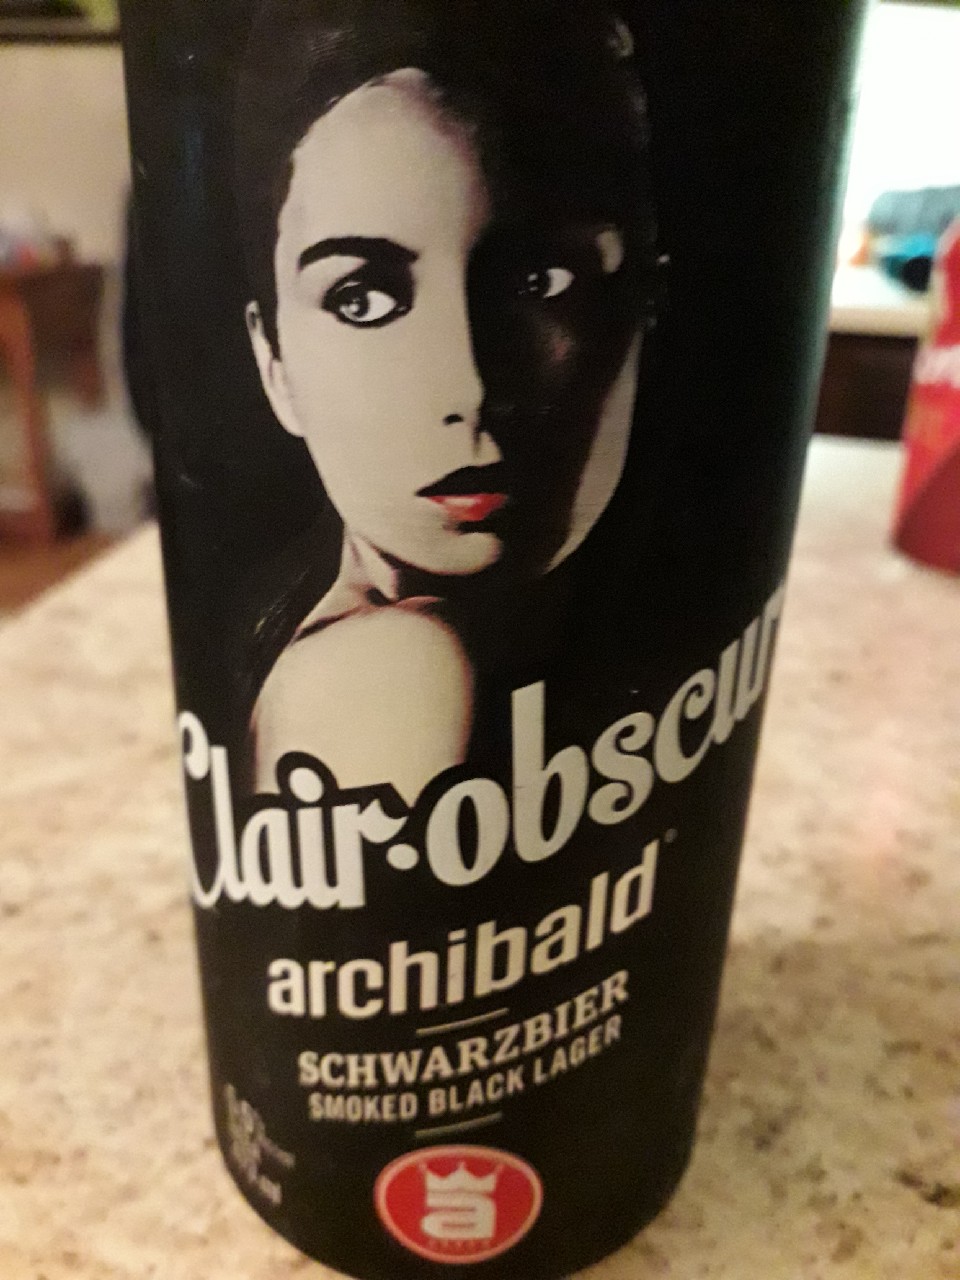 Clair·obscur
archibald
SCHWARZBIER
SMOKED BLACK LAGER
a